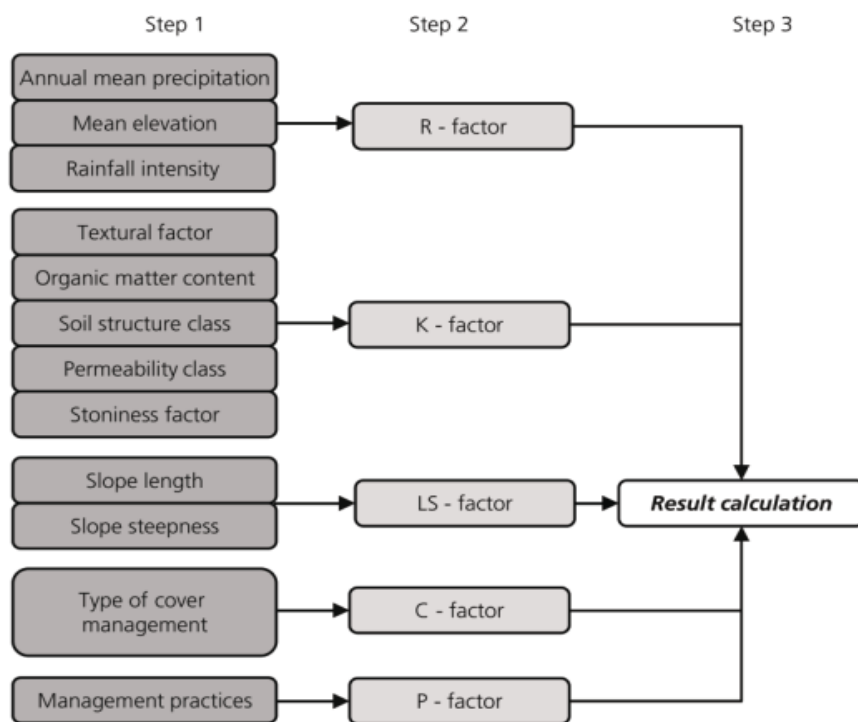 Step 1 Step 2 Step 3
Annual mean precipitation
Mean elevation
R - factor
Rainfall intensity
Textural factor
Organic matter content
Soil structure class
K - factor
Permeability class
Stoniness factor
Slope length
LS - factor
Result calculation
Slope steepness
Type of cover
management
C - factor
Management practices
P - factor